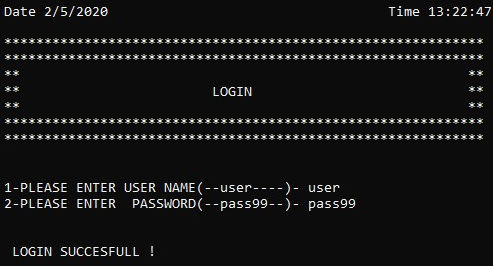 Date 2/5/2020 Time 13:22:47
************************************************************
************************************************************
** **
** LOGIN **
** **
************************************************************
************************************************************
1-PLEASE ENTER USER NAME(--user----)- user
2-PLEASE ENTER  PASSWORD(--pass99--)- pass99
LOGIN SUCCESFULL !